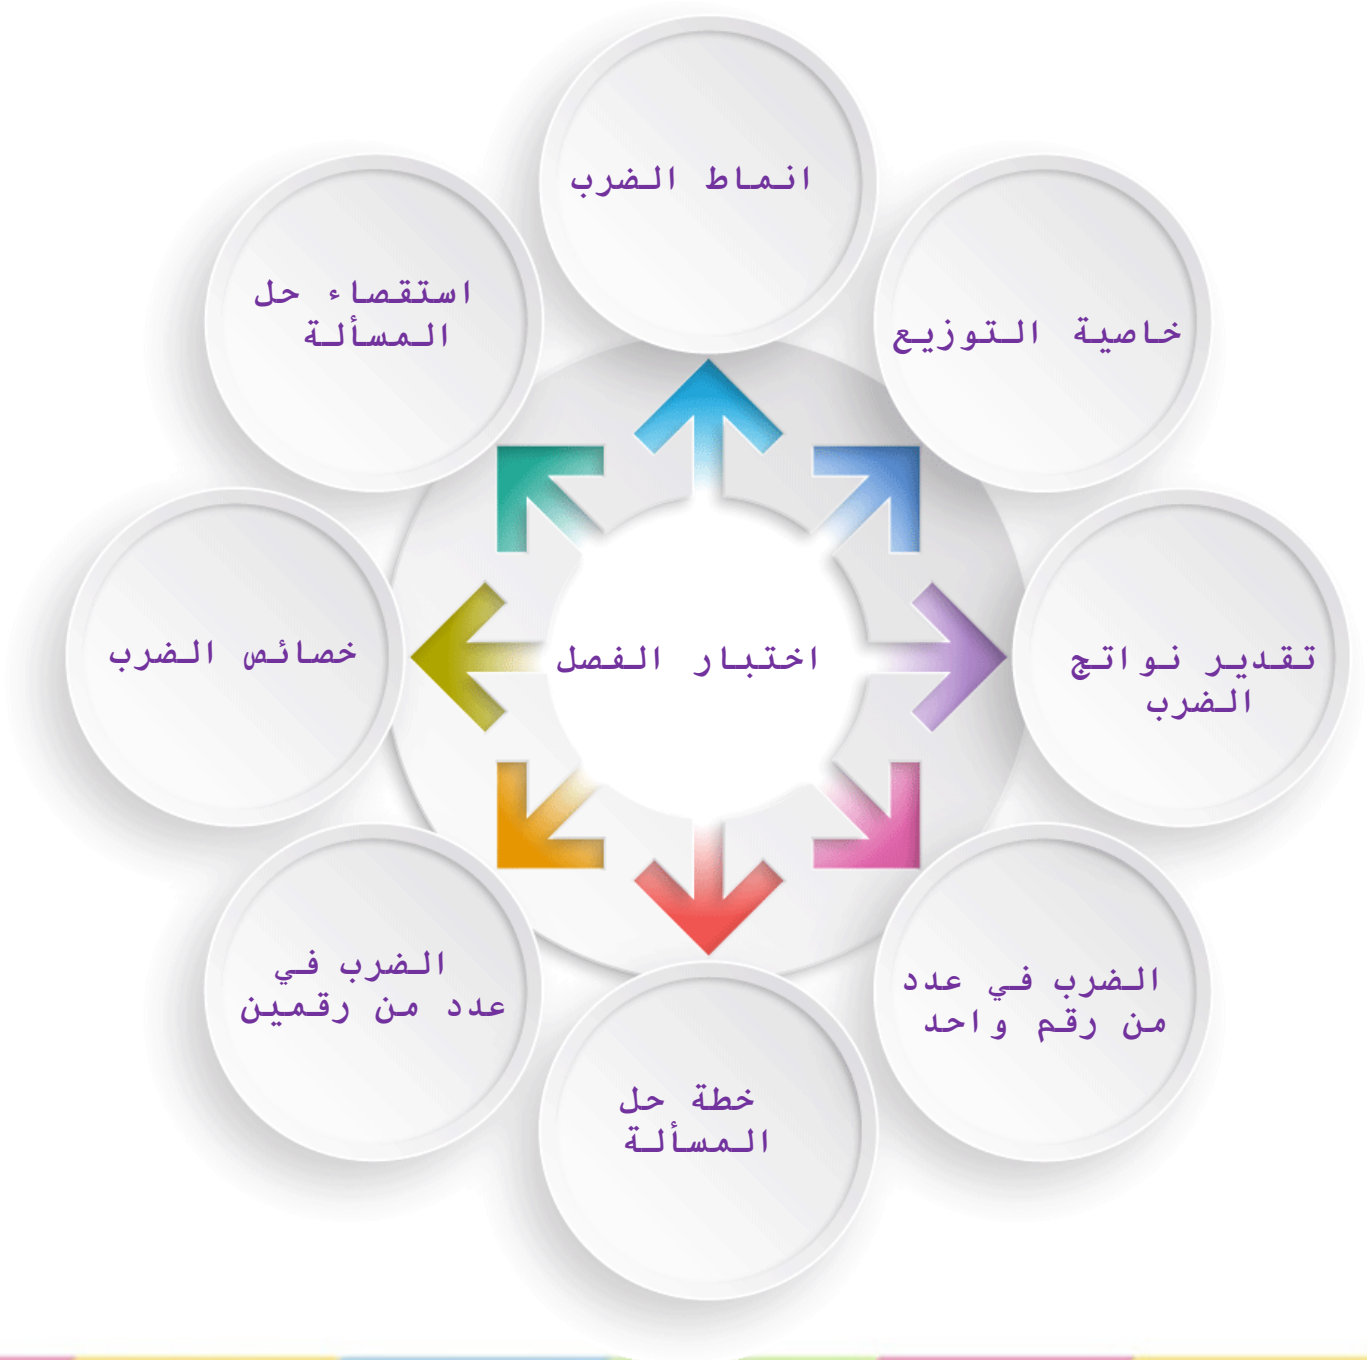 انماط الضرب
خاصية التوزيع
تقدير نواتج
الضرب
الضرب في عدد
من رقم واحد
خطة حل
المسألة
الضرب في
عدد من رقمين
خصائص الضرب
استقصاء حل
المسألة
اختبار الفصل